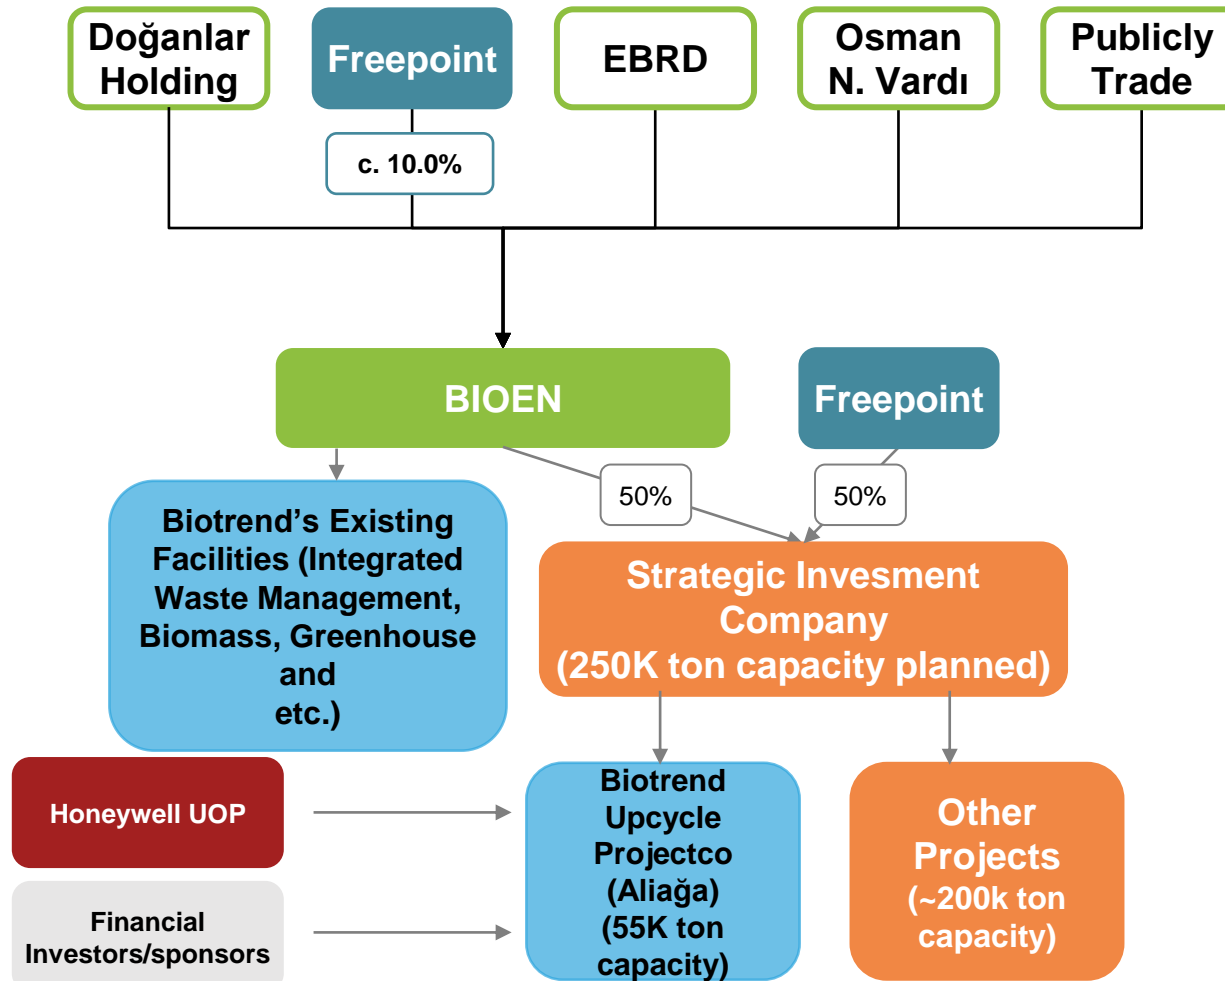 Doğanlar
Holding
Freepoint
EBRD
Osman
N. Vardı
Publicly
Trade
c. 10.0%
BIOEN
Freepoint
50%
50%
Biotrend’s Existing
Facilities (Integrated
Waste Management,
Biomass, Greenhouse
and
etc.)
Strategic Invesment
Company
(250K ton capacity planned)
Honeywell UOP
Financial
Investors/sponsors
Biotrend
Upcycle
Projectco
(Aliağa)
(55K ton
capacity)
Other
Projects
(~200k ton
capacity)